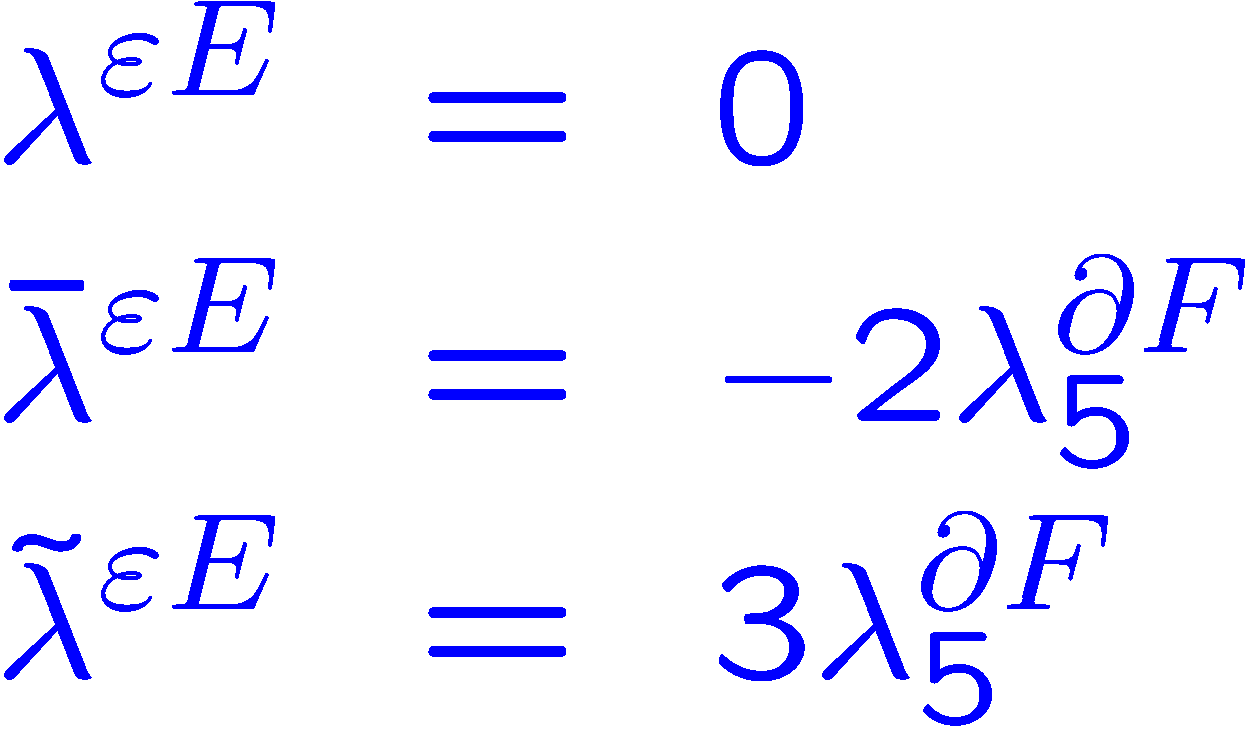 λ^{εE} = 0
λ̄^{εE} = −2λ_5^{∂F}
λ̃^{εE} = 3λ_5^{∂F}